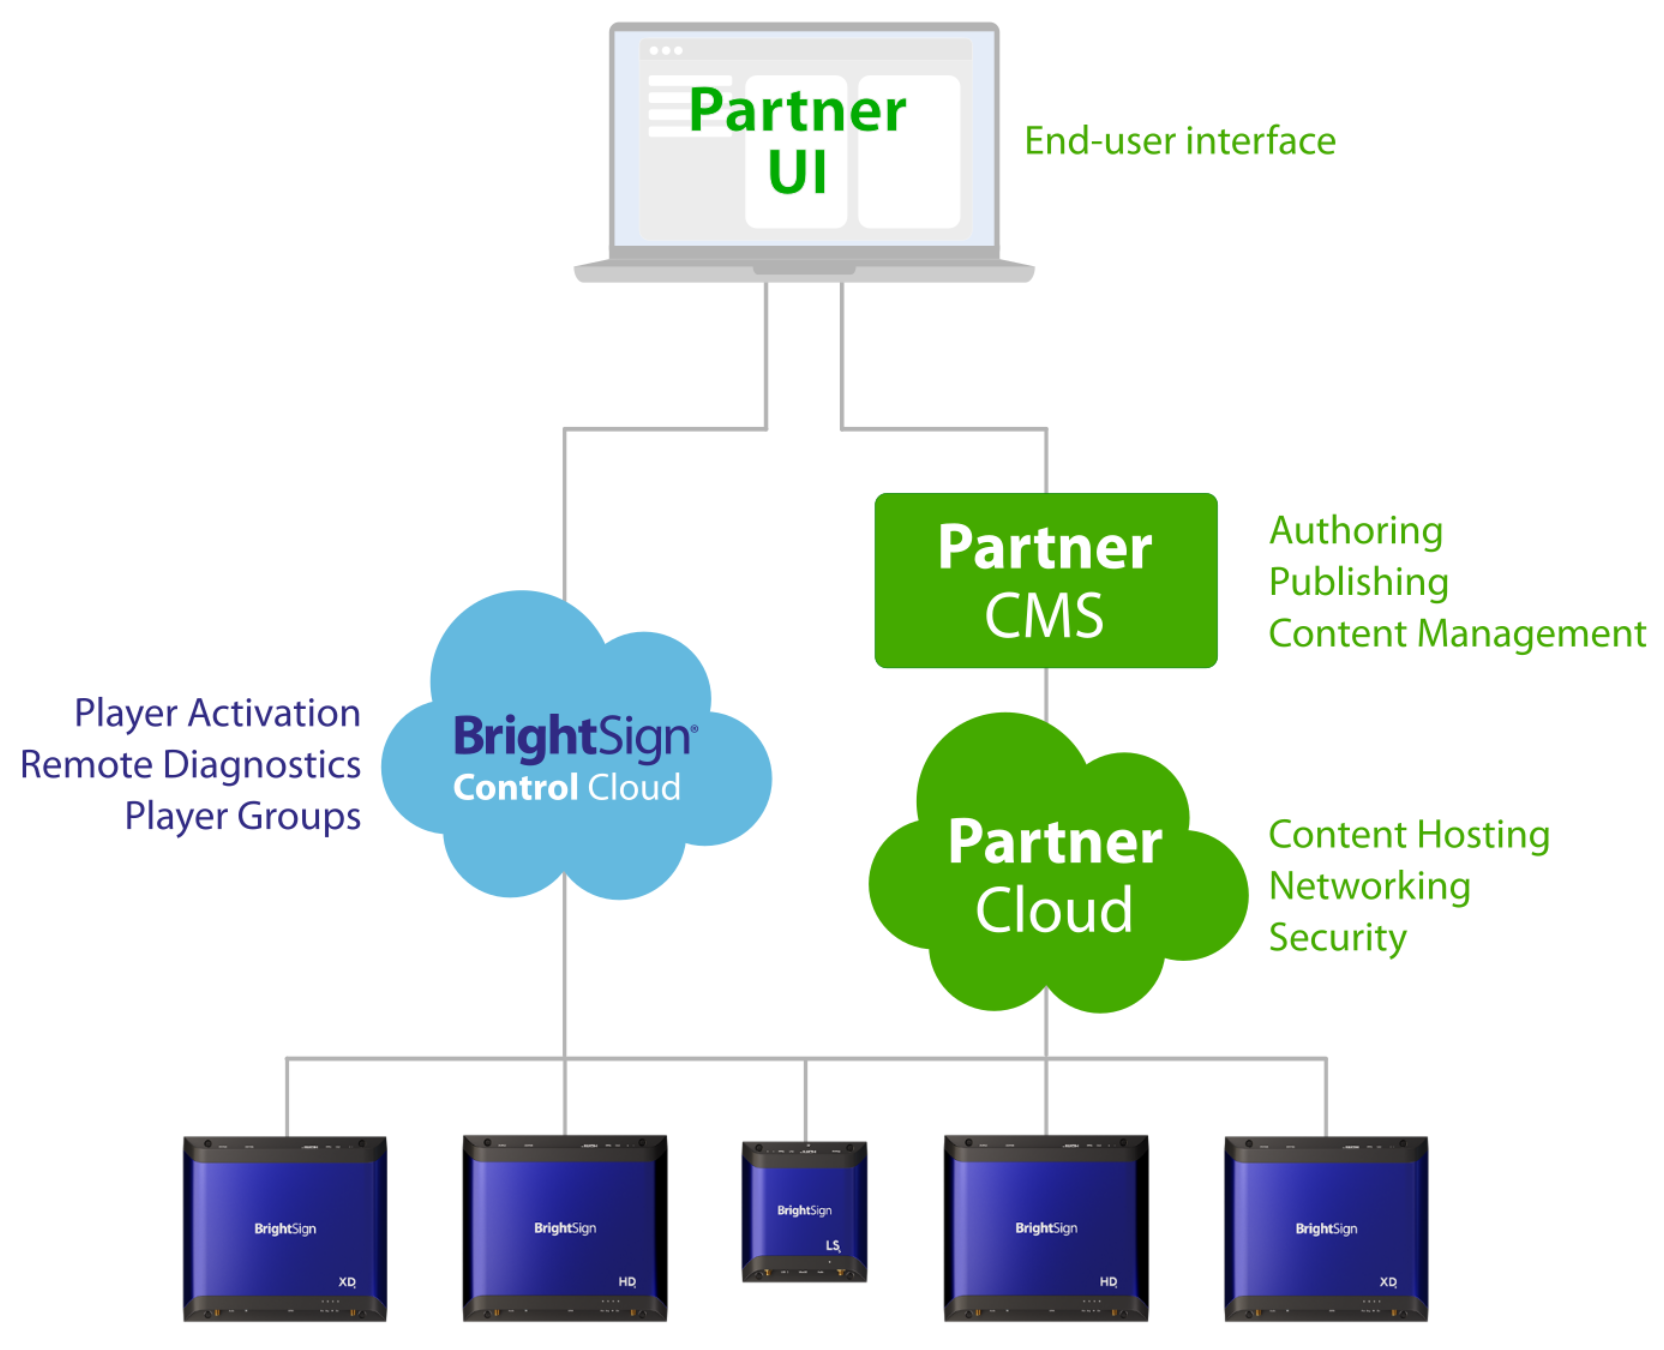 Partner
UI
End-user interface
Partner
CMS
Authoring
Publishing
Content Management
Player Activation
Remote Diagnostics
Player Groups
BrightSign®
Control Cloud
Partner
Cloud
Content Hosting
Networking
Security
BrightSign
XD
BrightSign
HD
BrightSign
LS
BrightSign
HD
BrightSign
XD